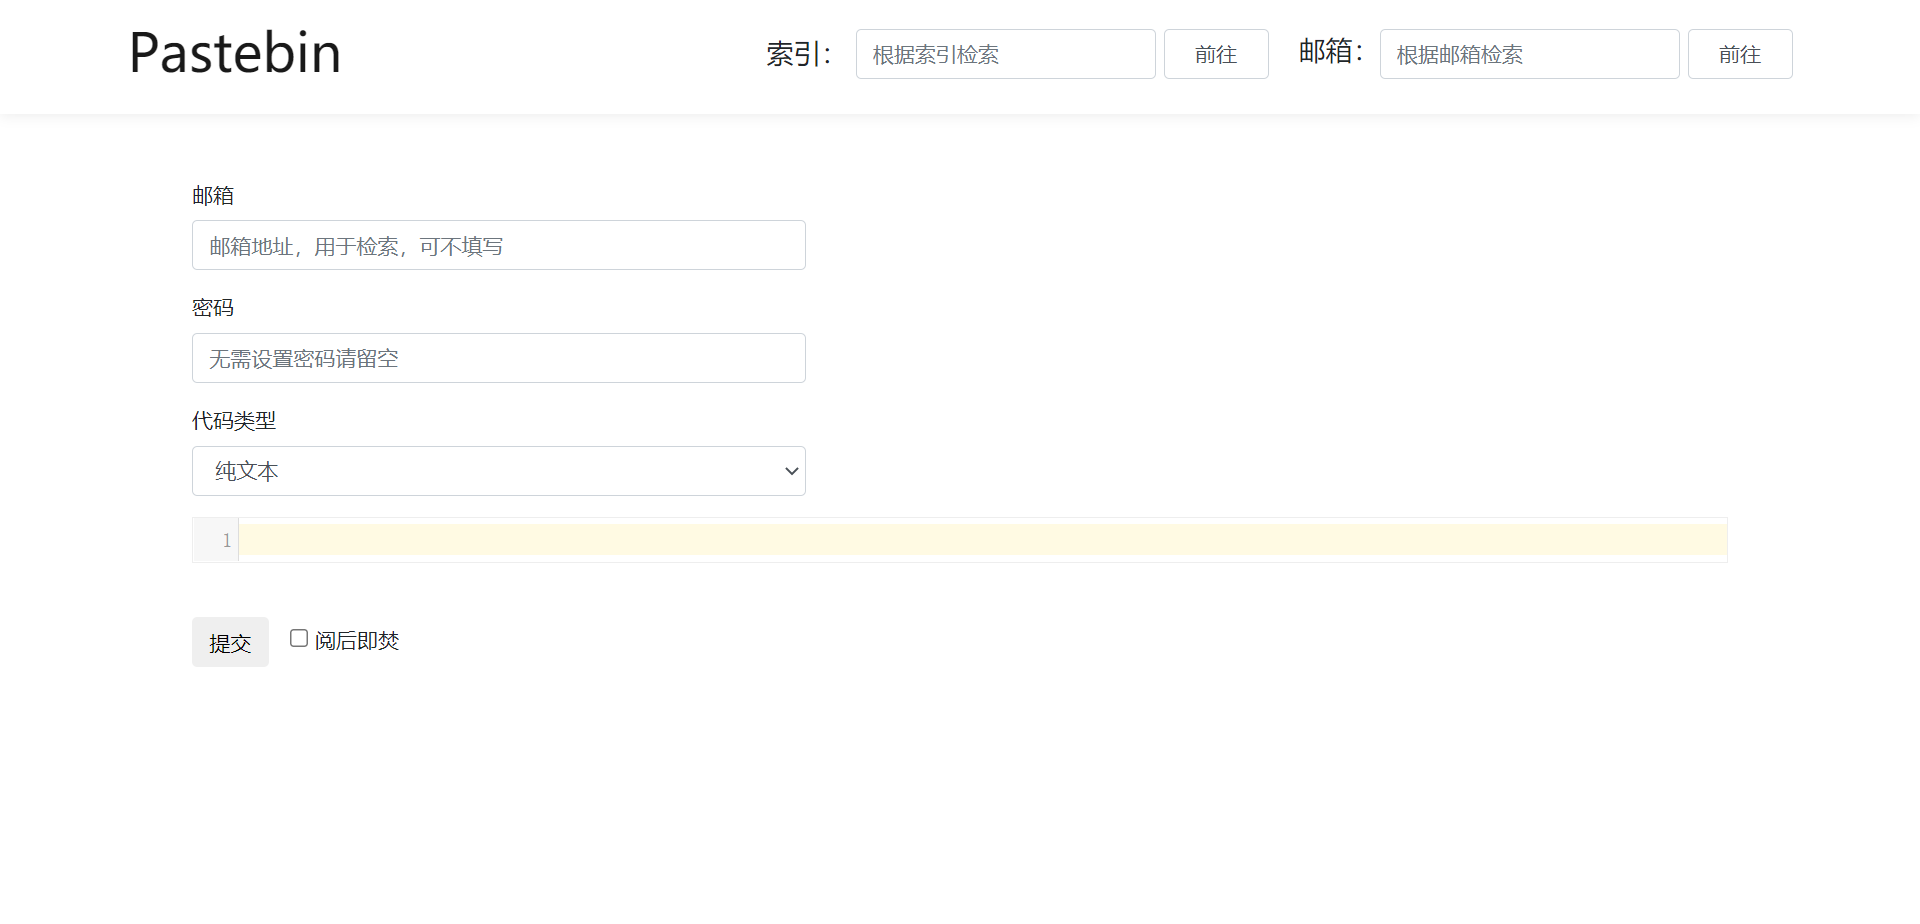 Pastebin
索引： 根据索引检索 前往 邮箱： 根据邮箱检索 前往
邮箱
邮箱地址，用于检索，可不填写
密码
无需设置密码请留空
代码类型
纯文本
1
提交 阅后即焚